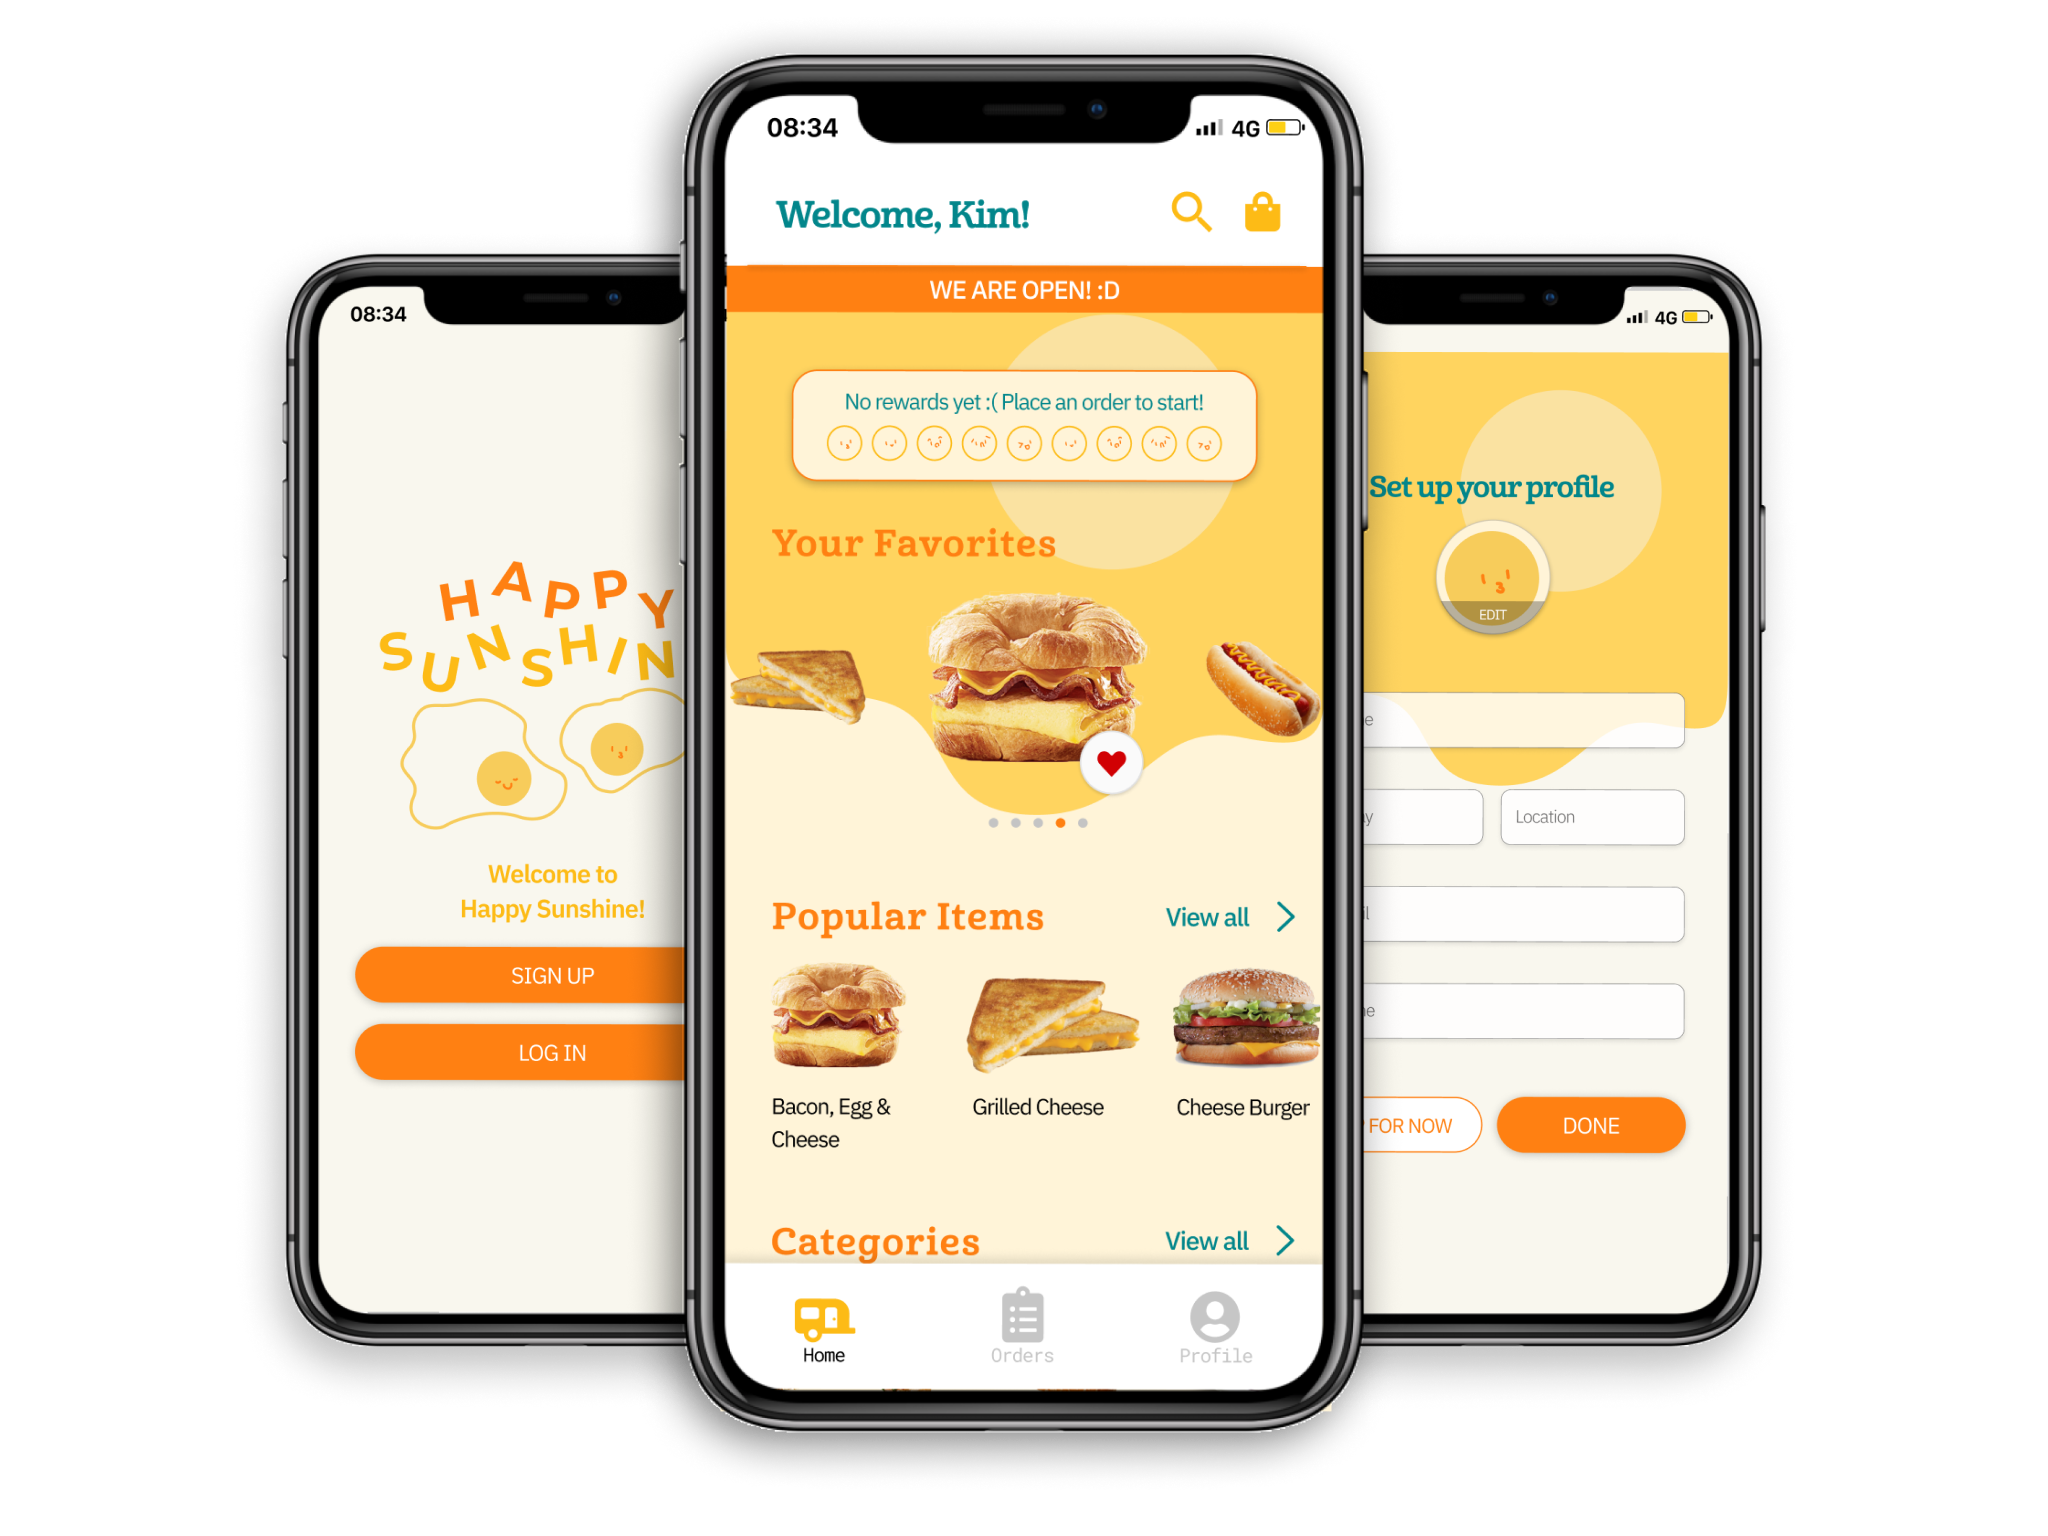 08:34
HAPPY
SUNSHIN
Welcome to
Happy Sunshine!
SIGN UP
LOG IN
08:34
4G
Welcome, Kim!
WE ARE OPEN! :D
No rewards yet :( Place an order to start!
Your Favorites
Popular Items
View all
Bacon, Egg &
Cheese
Grilled Cheese
Cheese Burger
Categories
View all
Home
Orders
Profile
4G
Set up your profile
EDIT
Location
FOR NOW
DONE